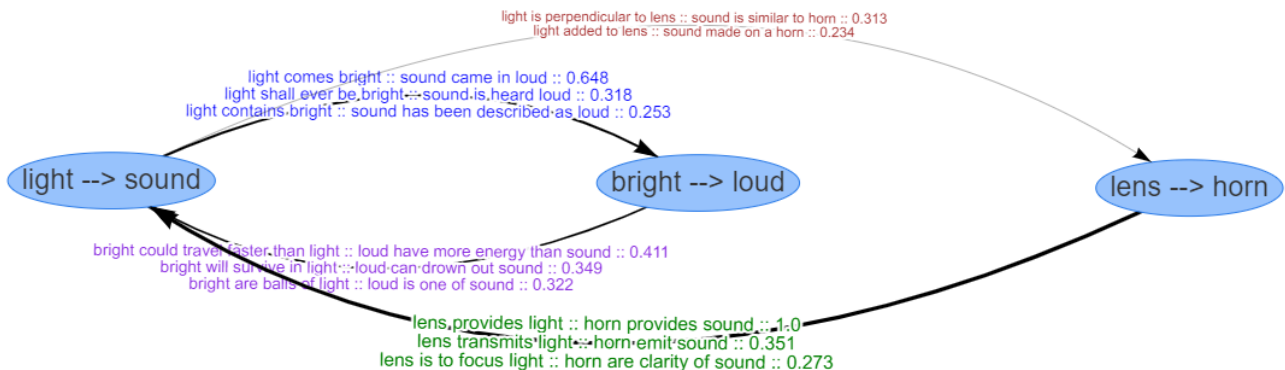 light is perpendicular to lens :: sound is similar to horn :: 0.313
light added to lens :: sound made on a horn :: 0.234
light comes bright :: sound came in loud :: 0.648
light shall ever be bright :: sound is heard loud :: 0.318
light contains bright :: sound has been described as loud :: 0.253
light --> sound
bright --> loud
lens --> horn
bright could travel faster than light :: loud have more energy than sound :: 0.411
bright will survive in light :: loud can drown out sound :: 0.349
bright are balls of light :: loud is one of sound :: 0.322
lens provides light :: horn provides sound :: 1.0
lens transmits light :: horn emit sound :: 0.351
lens is to focus light :: horn are clarity of sound :: 0.273